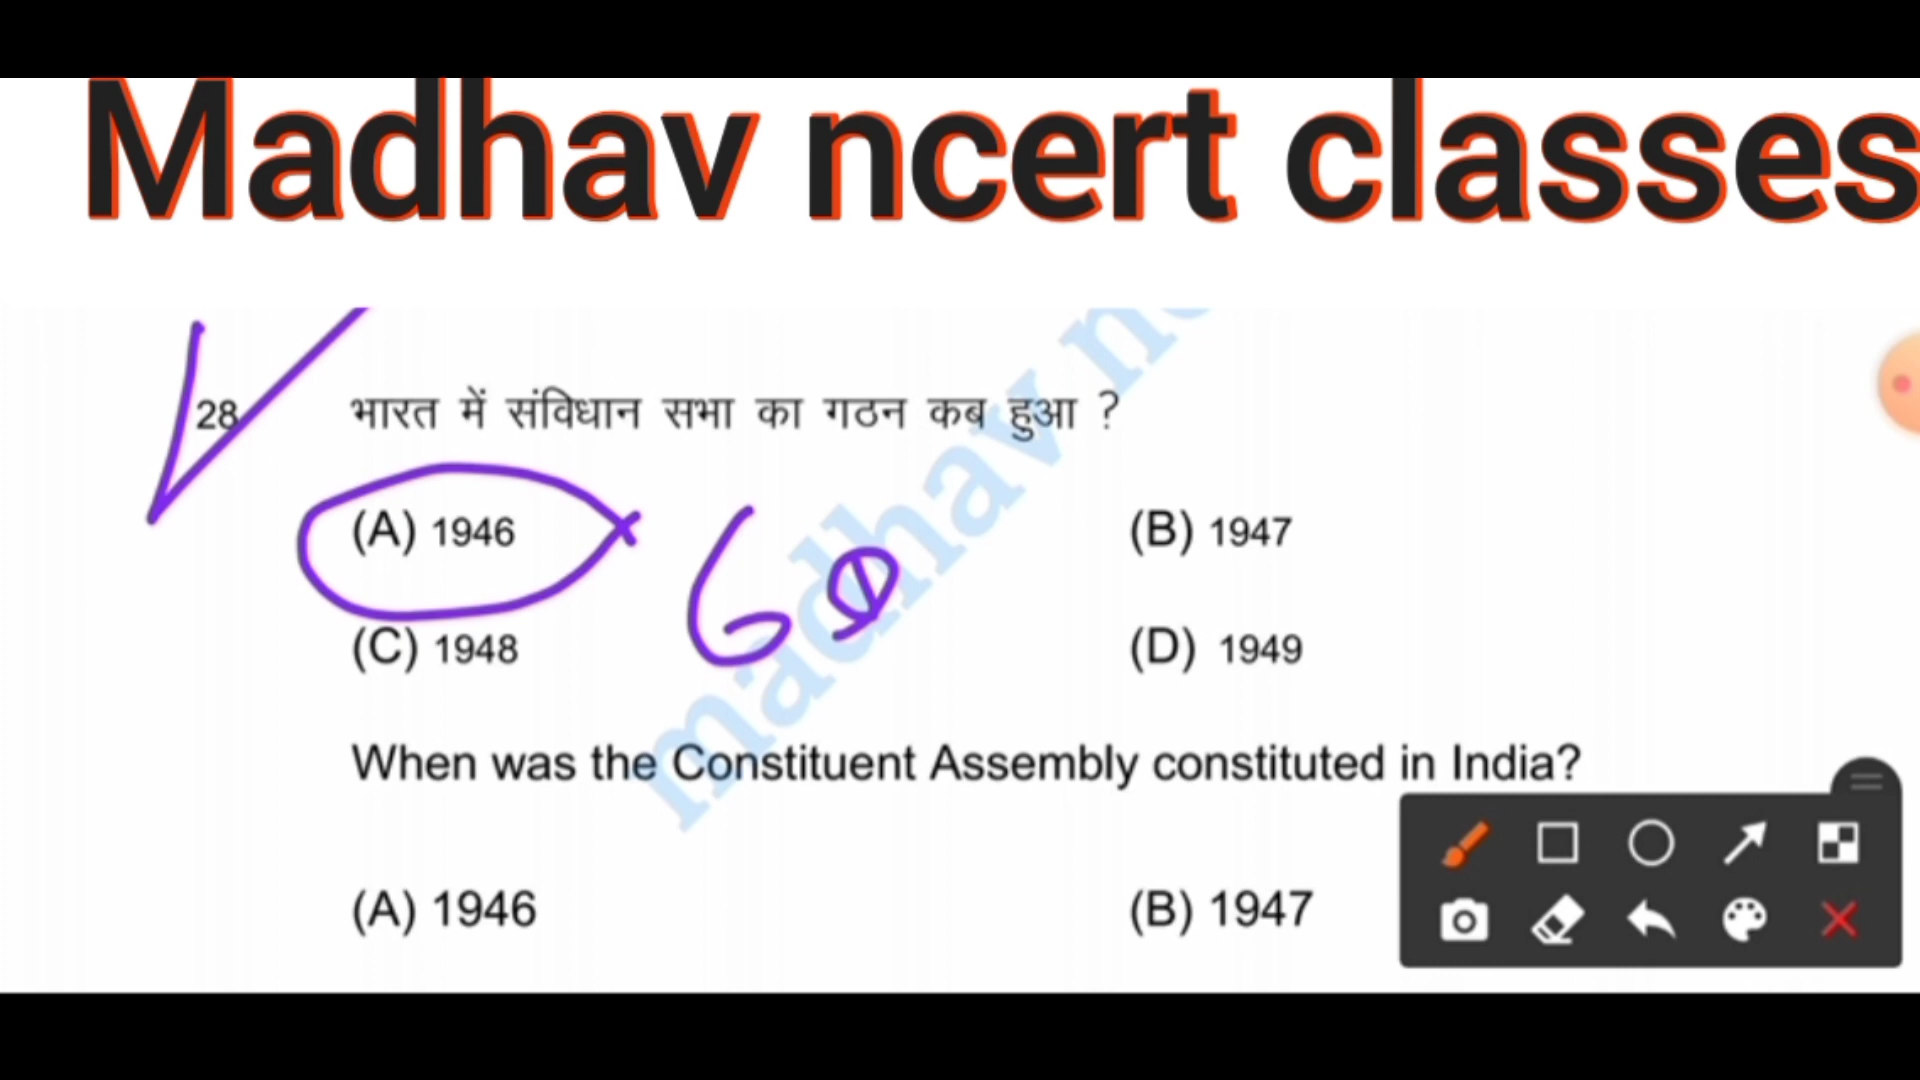 Madhav ncert classes
28 भारत में संविधान सभा का गठन कब हुआ ?
(A) 1946 (B) 1947
(C) 1948 (D) 1949
When was the Constituent Assembly constituted in India?
(A) 1946 (B) 1947
madhav